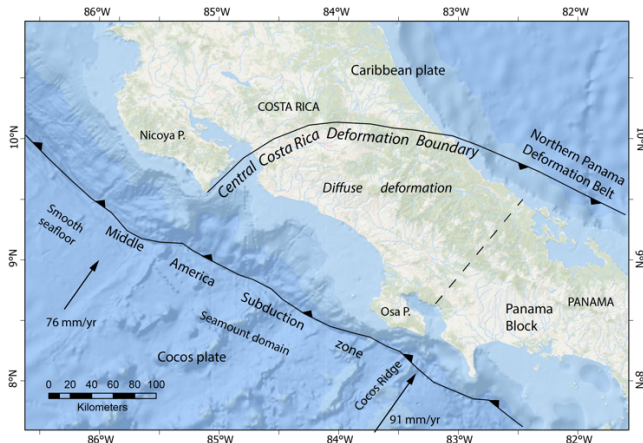 86°W 85°W 84°W 83°W 82°W
Caribbean plate
COSTA RICA
Nicoya P.
10°N
10°N
Central Costa Rica Deformation Boundary
Northern Panama
Deformation Belt
Diffuse deformation
Smooth
seafloor
Middle America Subduction zone
9°N
9°N
76 mm/yr
Seamount domain
Osa P.
Panama
Block
PANAMA
Cocos plate
Cocos Ridge
8°N
8°N
0 20 40 60 80 100
Kilometers
91 mm/yr
86°W 85°W 84°W 83°W 82°W